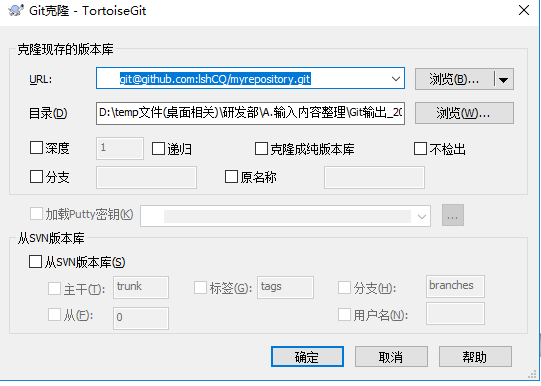 Git克隆 - TortoiseGit
克隆现存的版本库
URL: git@github.com:lshCQ/myrepository.git 浏览(B)...
目录(D) D:\temp文件(桌面相关)\研发部\A.输入内容整理\Git输出_20 浏览(W)...
深度 1 递归 克隆成纯版本库 不检出
分支 原名称
加载Putty密钥(K) ...
从SVN版本库
从SVN版本库(S)
主干(T): trunk 标签(G): tags 分支(H): branches
从(F): 0 用户名(N):
确定 取消 帮助